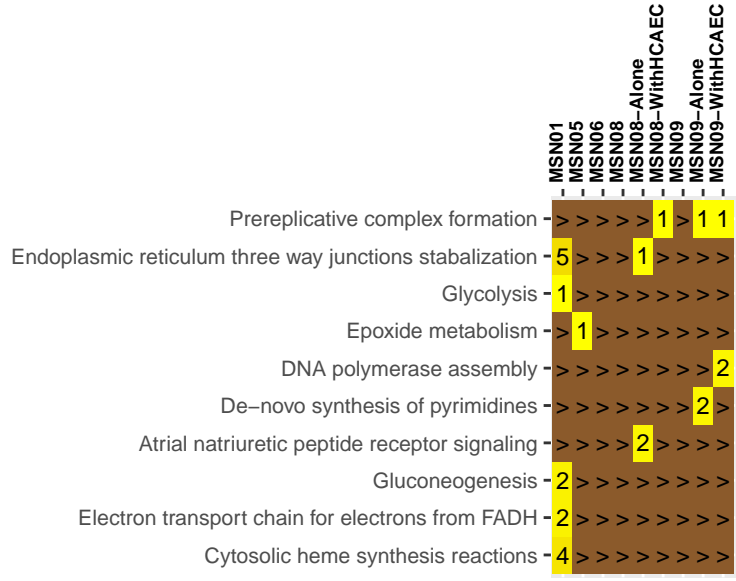 MSN01
MSN05
MSN06
MSN08
MSN08−Alone
MSN08−WithHCAEC
MSN09
MSN09−Alone
MSN09−WithHCAEC
Prereplicative complex formation > > > > > 1 > 1 1
Endoplasmic reticulum three way junctions stabalization 5 > > > 1 > > > >
Glycolysis 1 > > > > > > > >
Epoxide metabolism > 1 > > > > > > >
DNA polymerase assembly > > > > > > > > 2
De−novo synthesis of pyrimidines > > > > > > > 2 >
Atrial natriuretic peptide receptor signaling > > > > 2 > > > >
Gluconeogenesis 2 > > > > > > > >
Electron transport chain for electrons from FADH 2 > > > > > > > >
Cytosolic heme synthesis reactions 4 > > > > > > > >